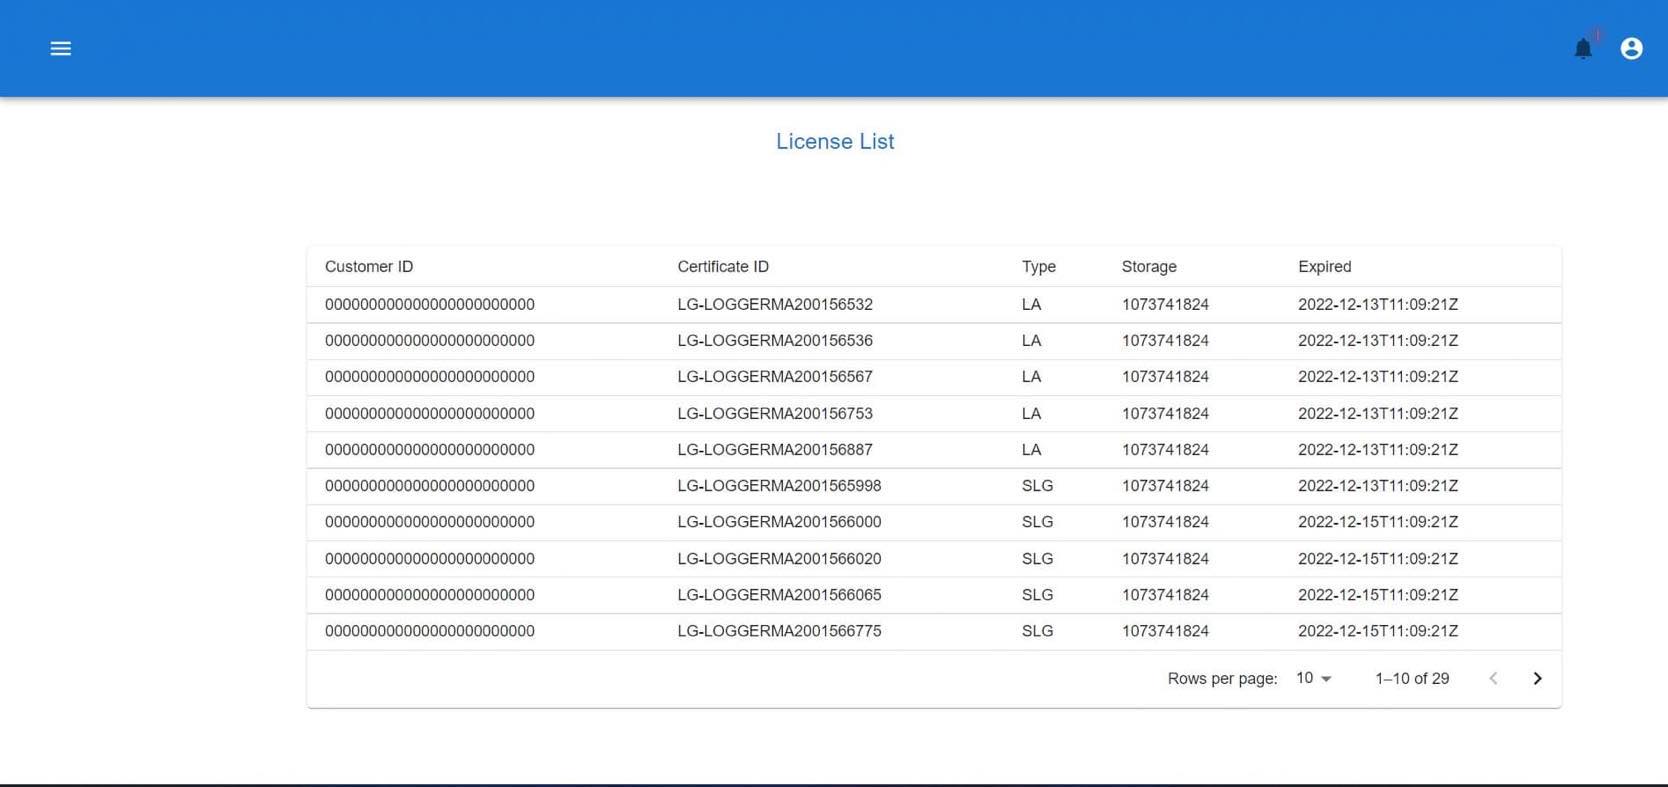 License List
Customer ID Certificate ID Type Storage Expired
000000000000000000000000 LG-LOGGERMA200156532 LA 1073741824 2022-12-13T11:09:21Z
000000000000000000000000 LG-LOGGERMA200156536 LA 1073741824 2022-12-13T11:09:21Z
000000000000000000000000 LG-LOGGERMA200156567 LA 1073741824 2022-12-13T11:09:21Z
000000000000000000000000 LG-LOGGERMA200156753 LA 1073741824 2022-12-13T11:09:21Z
000000000000000000000000 LG-LOGGERMA200156887 LA 1073741824 2022-12-13T11:09:21Z
000000000000000000000000 LG-LOGGERMA2001565998 SLG 1073741824 2022-12-13T11:09:21Z
000000000000000000000000 LG-LOGGERMA2001566000 SLG 1073741824 2022-12-15T11:09:21Z
000000000000000000000000 LG-LOGGERMA2001566020 SLG 1073741824 2022-12-15T11:09:21Z
000000000000000000000000 LG-LOGGERMA2001566065 SLG 1073741824 2022-12-15T11:09:21Z
000000000000000000000000 LG-LOGGERMA2001566775 SLG 1073741824 2022-12-15T11:09:21Z
Rows per page: 10 1–10 of 29